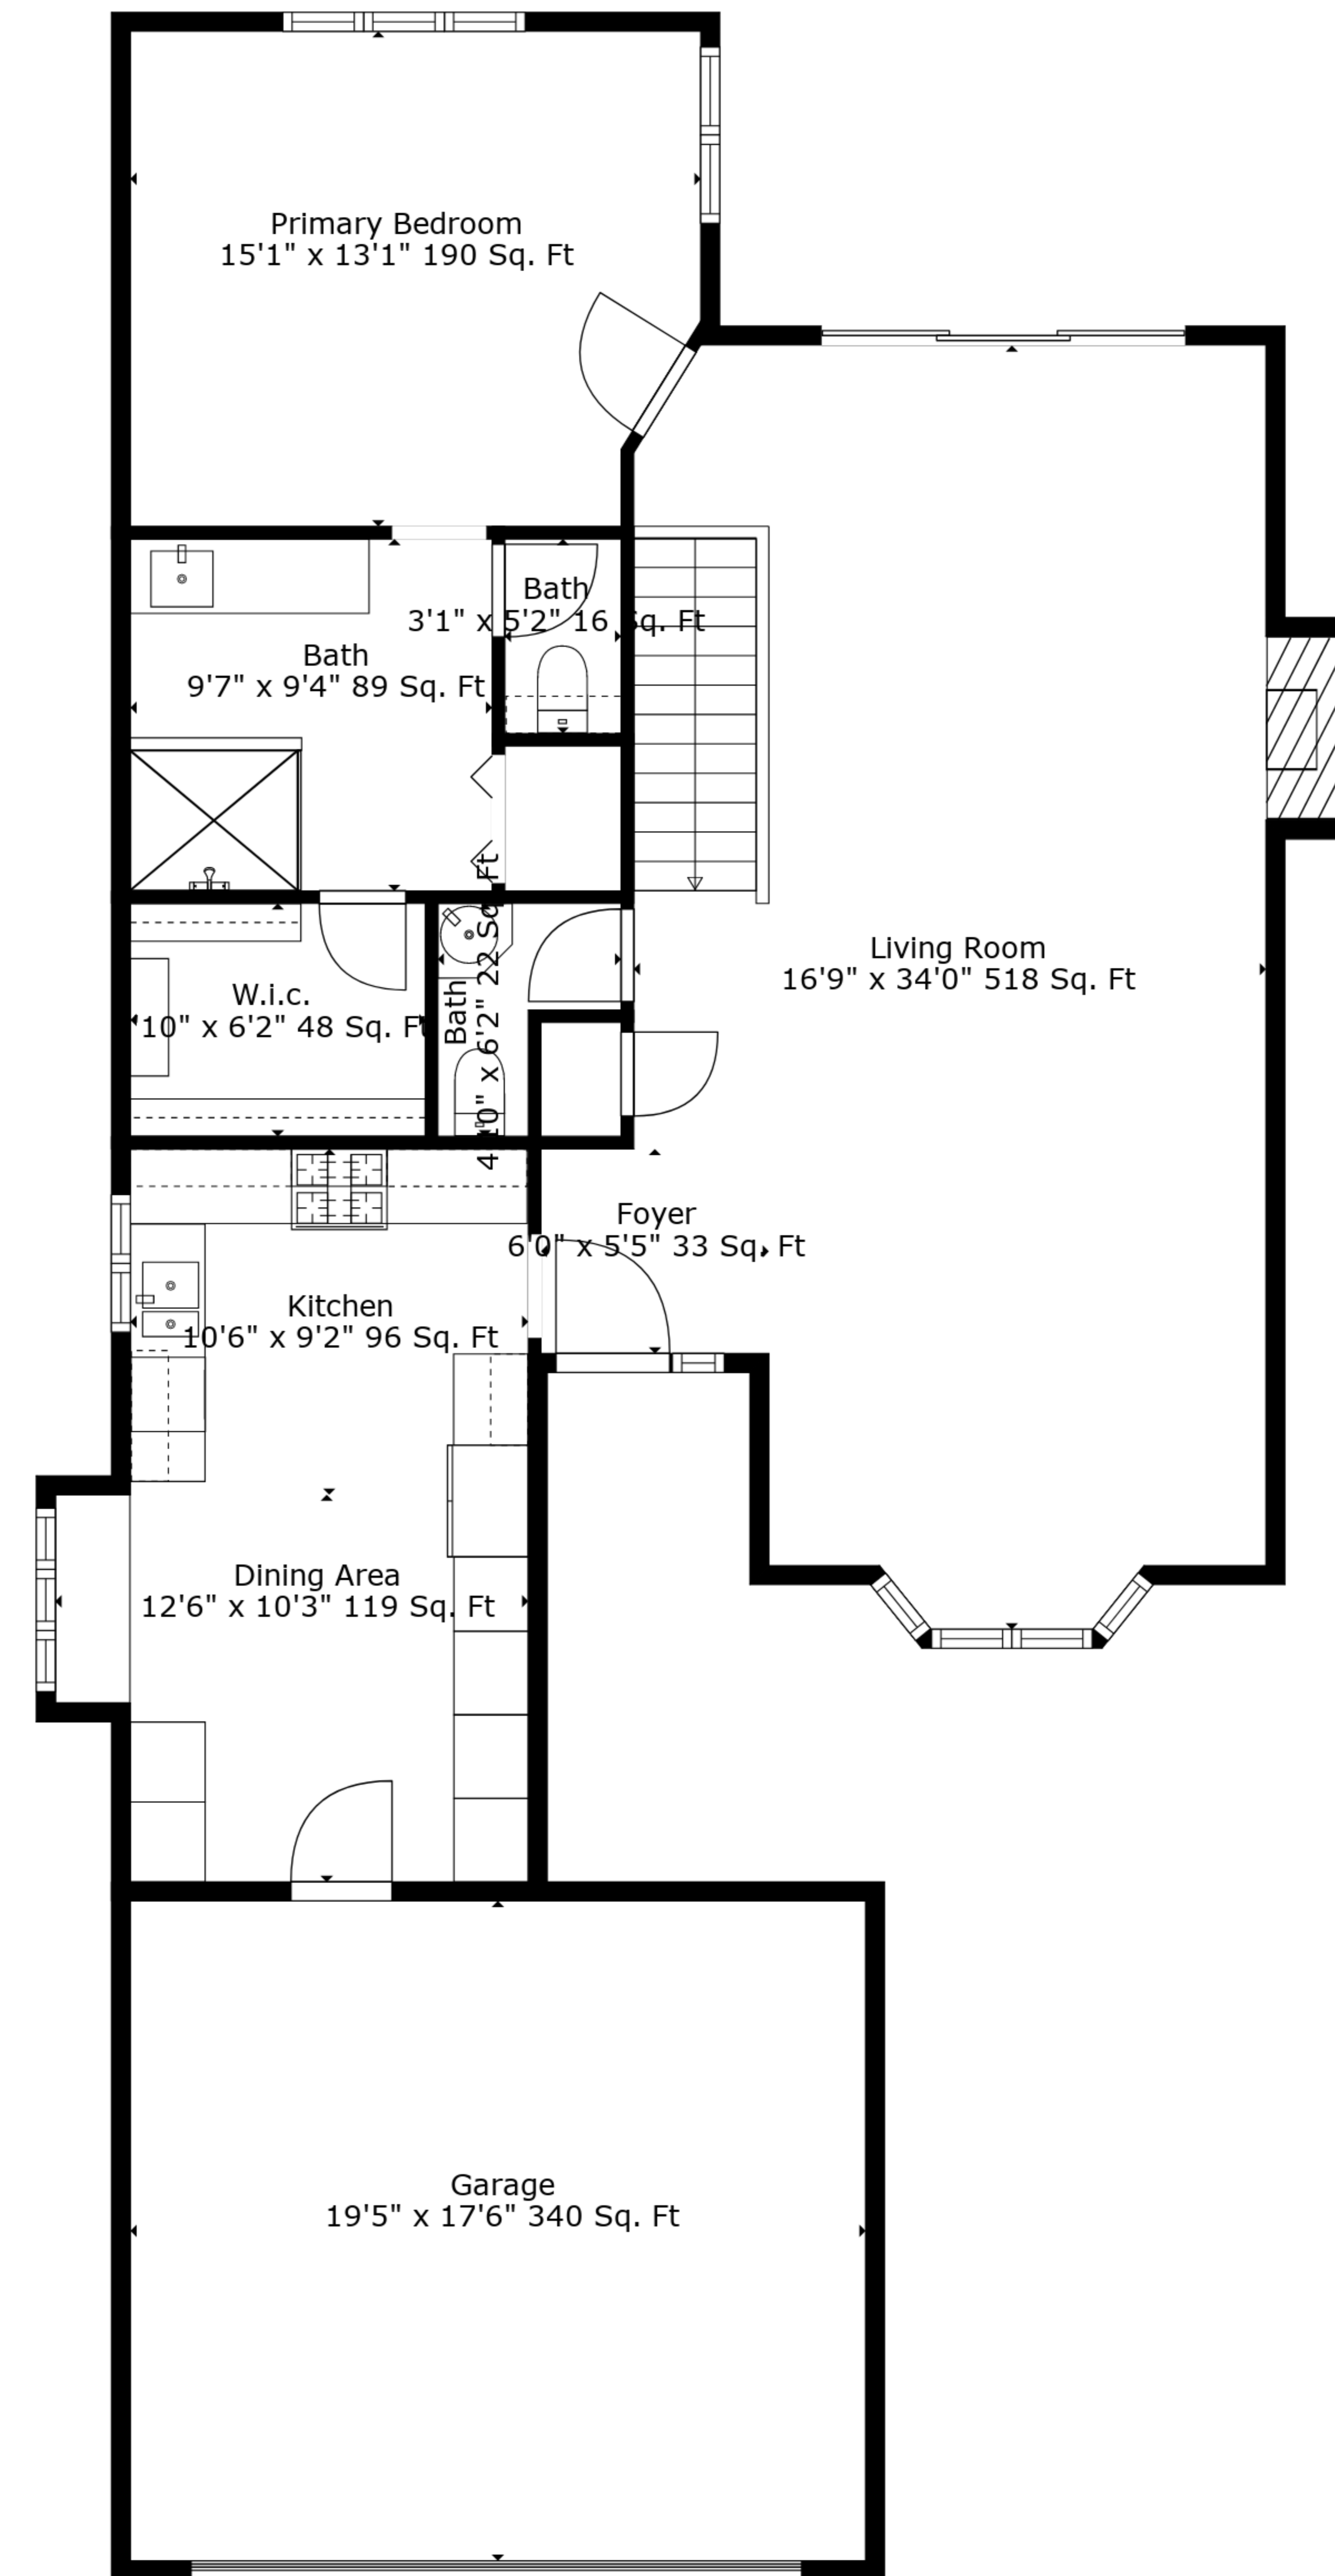 Primary Bedroom
15'1" x 13'1" 190 Sq. Ft
Bath
3'1" x 5'2" 16 Sq. Ft
Bath
9'7" x 9'4" 89 Sq. Ft
Living Room
16'9" x 34'0" 518 Sq. Ft
W.i.c.
10" x 6'2" 48 Sq. Ft
Bath
4'10" x 6'2" 22 Sq. Ft
Foyer
6'0" x 5'5" 33 Sq. Ft
Kitchen
10'6" x 9'2" 96 Sq. Ft
Dining Area
12'6" x 10'3" 119 Sq. Ft
Garage
19'5" x 17'6" 340 Sq. Ft